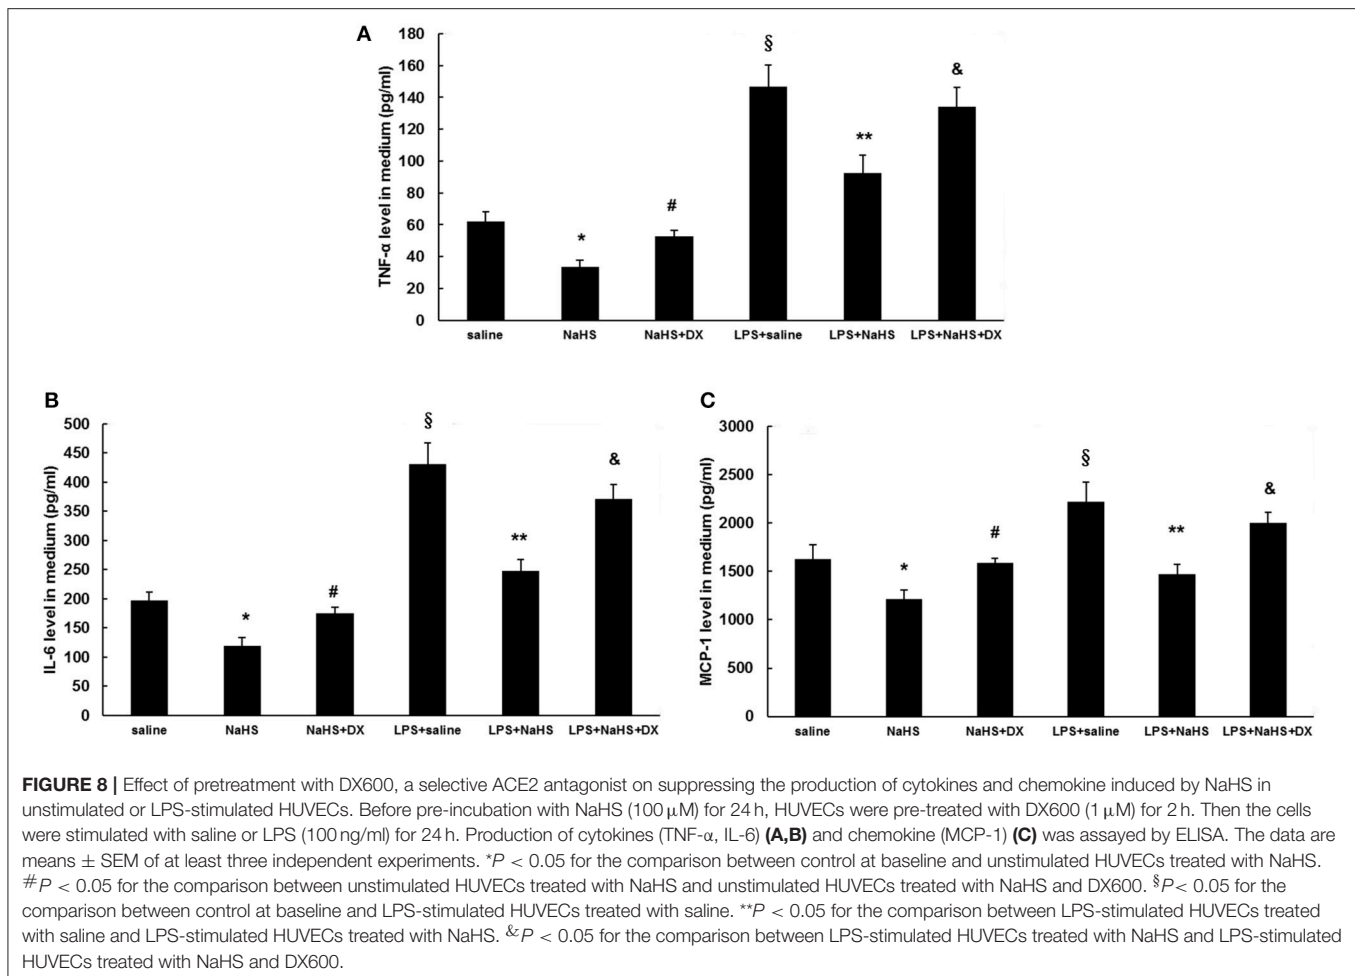 A
TNF-α level in medium (pg/ml)
180
160
140
120
100
80
60
40
20
0
*
#
§
**
&
saline NaHS NaHS+DX LPS+saline LPS+NaHS LPS+NaHS+DX
B
IL-6 level in medium (pg/ml)
500
450
400
350
300
250
200
150
100
50
0
*
#
§
**
&
saline NaHS NaHS+DX LPS+saline LPS+NaHS LPS+NaHS+DX
C
MCP-1 level in medium (pg/ml)
3000
2500
2000
1500
1000
500
0
*
#
§
**
&
saline NaHS NaHS+DX LPS+saline LPS+NaHS LPS+NaHS+DX
FIGURE 8 | Effect of pretreatment with DX600, a selective ACE2 antagonist on suppressing the production of cytokines and chemokine induced by NaHS in
unstimulated or LPS-stimulated HUVECs. Before pre-incubation with NaHS (100 μM) for 24 h, HUVECs were pre-treated with DX600 (1 μM) for 2 h. Then the cells
were stimulated with saline or LPS (100 ng/ml) for 24 h. Production of cytokines (TNF-α, IL-6) (A,B) and chemokine (MCP-1) (C) was assayed by ELISA. The data are
means ± SEM of at least three independent experiments. *P < 0.05 for the comparison between control at baseline and unstimulated HUVECs treated with NaHS.
#P < 0.05 for the comparison between unstimulated HUVECs treated with NaHS and unstimulated HUVECs treated with NaHS and DX600. §P< 0.05 for the
comparison between control at baseline and LPS-stimulated HUVECs treated with saline. **P < 0.05 for the comparison between LPS-stimulated HUVECs treated
with saline and LPS-stimulated HUVECs treated with NaHS. &P < 0.05 for the comparison between LPS-stimulated HUVECs treated with NaHS and LPS-stimulated
HUVECs treated with NaHS and DX600.